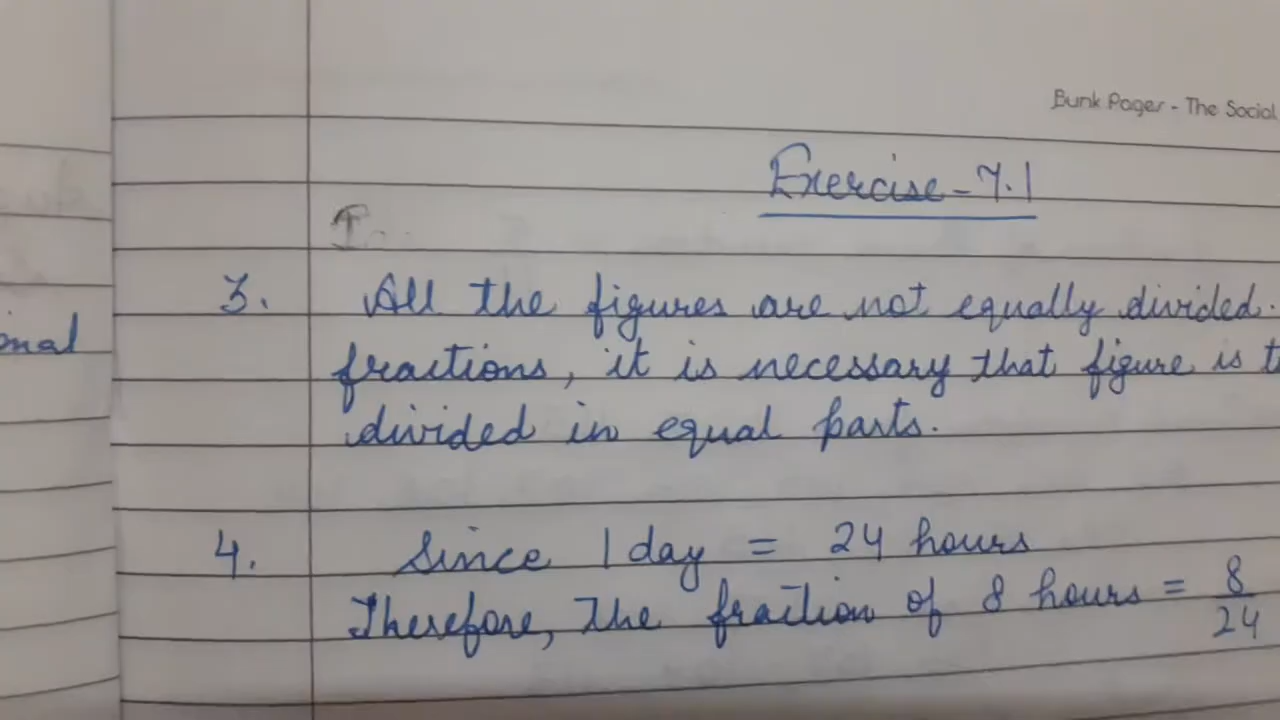 Bunk Pages - The Social
Exercise - 7.1
3. All the figures are not equally divided.
onal
fractions, it is necessary that figure is
divided in equal parts.
4. Since 1 day = 24 hours
Therefore, the fraction of 8 hours = 8/24